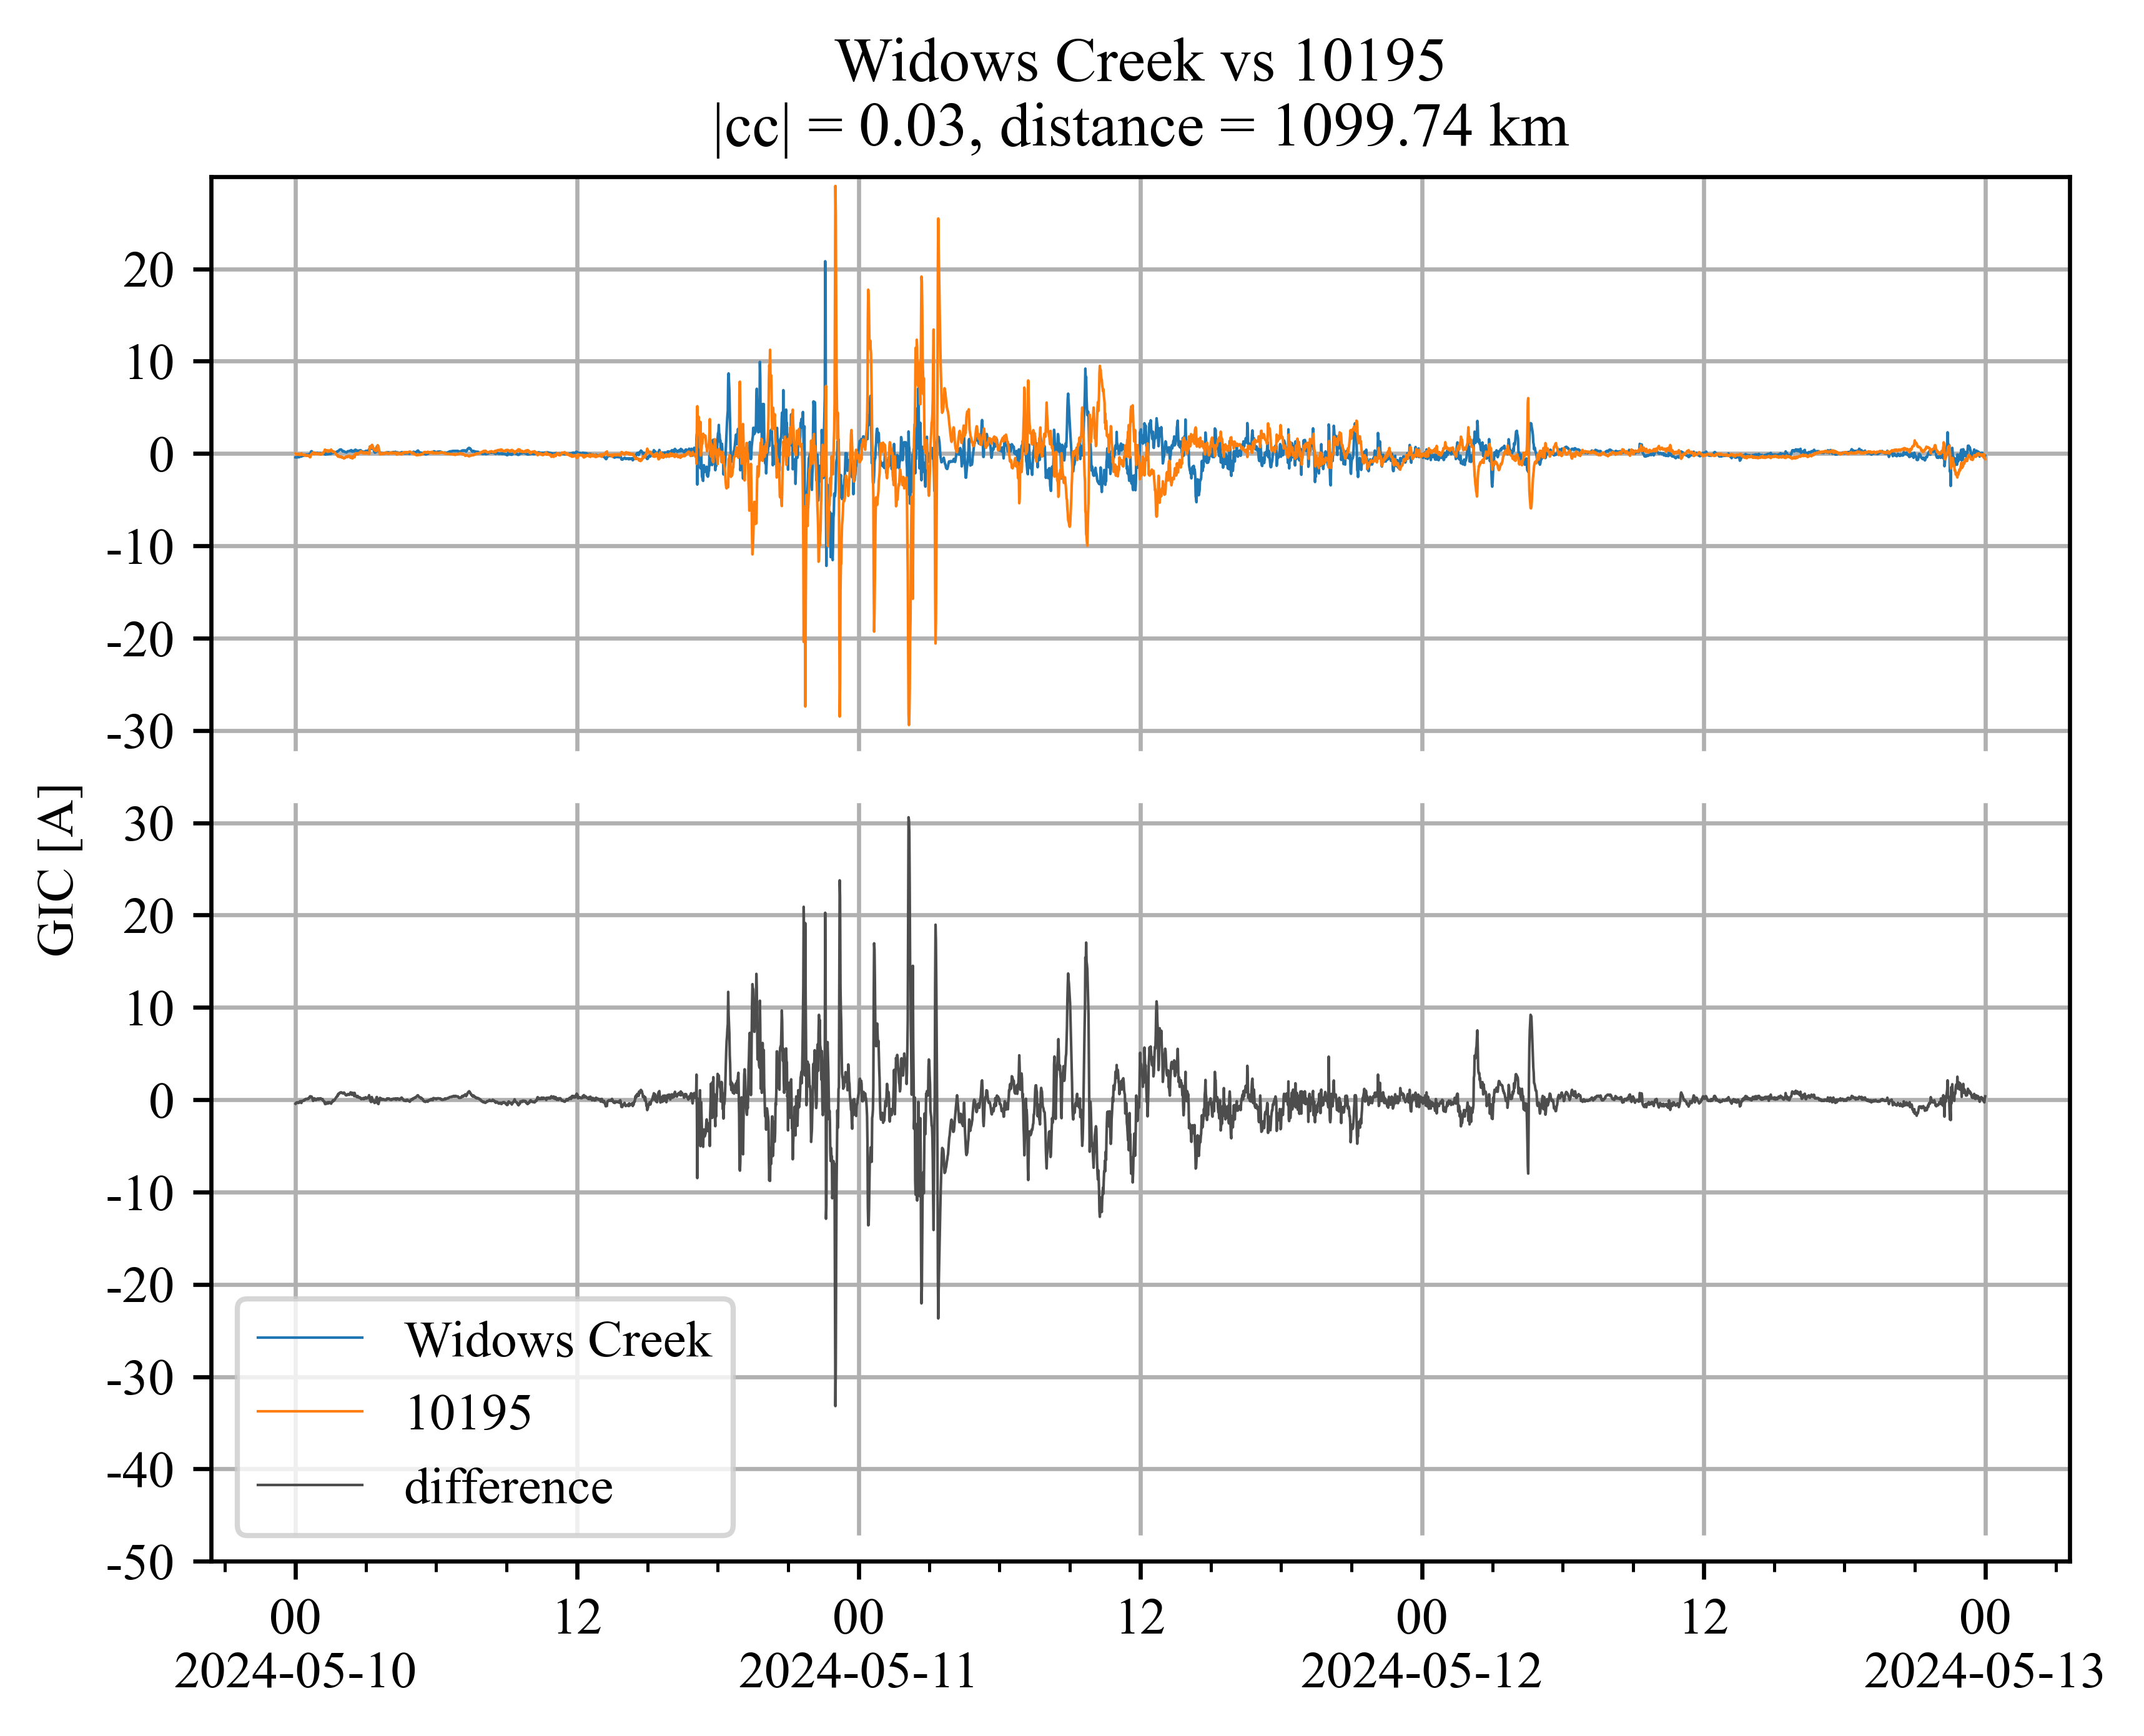 Widows Creek vs 10195
|cc| = 0.03, distance = 1099.74 km
20
10
0
-10
-20
-30
30
20
10
0
-10
-20
-30
-40
-50
GIC [A]
Widows Creek
10195
difference
00 12 00 12 00 12 00
2024-05-10 2024-05-11 2024-05-12 2024-05-13